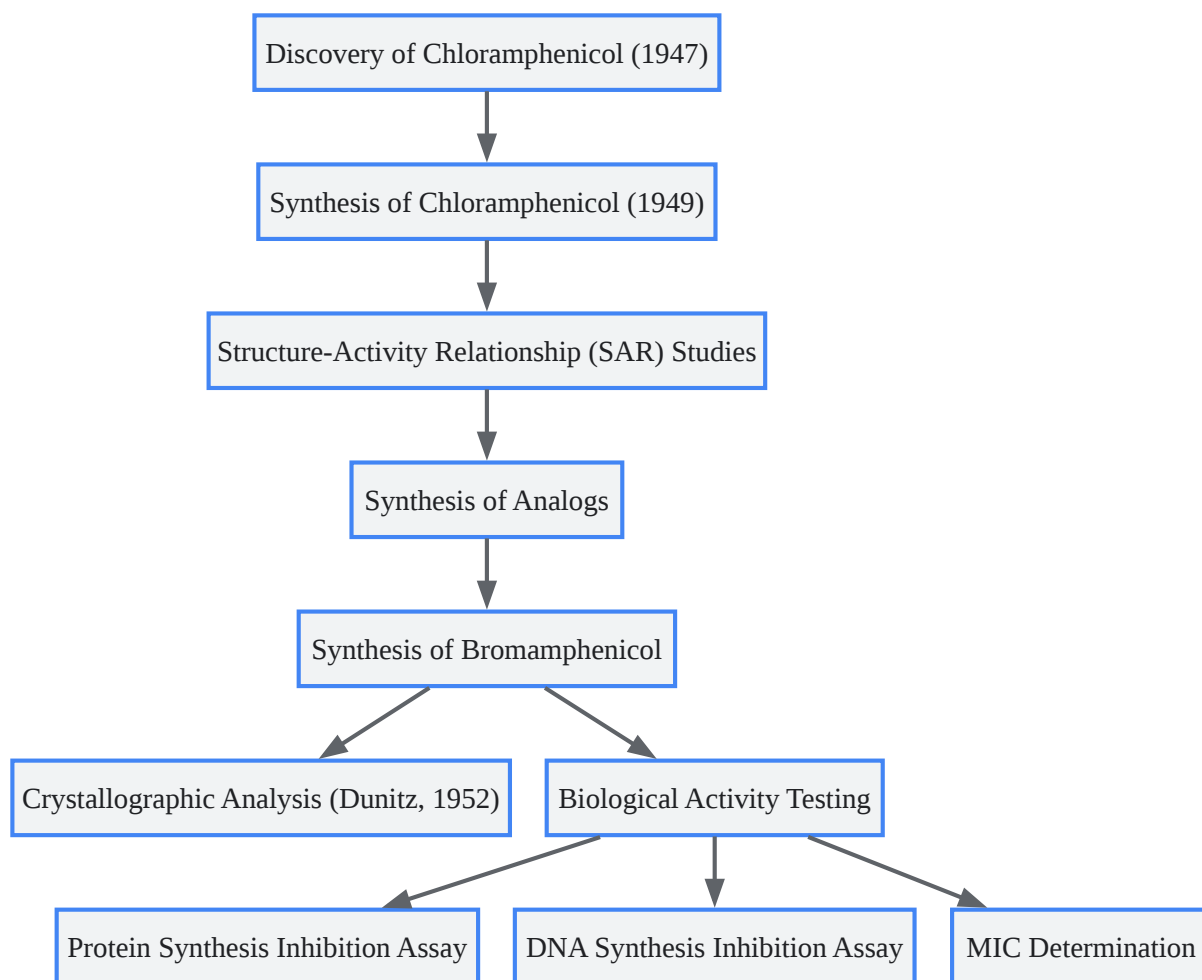 Discovery of Chloramphenicol (1947)
Synthesis of Chloramphenicol (1949)
Structure-Activity Relationship (SAR) Studies
Synthesis of Analogs
Synthesis of Bromamphenicol
Crystallographic Analysis (Dunitz, 1952)
Biological Activity Testing
Protein Synthesis Inhibition Assay
DNA Synthesis Inhibition Assay
MIC Determination